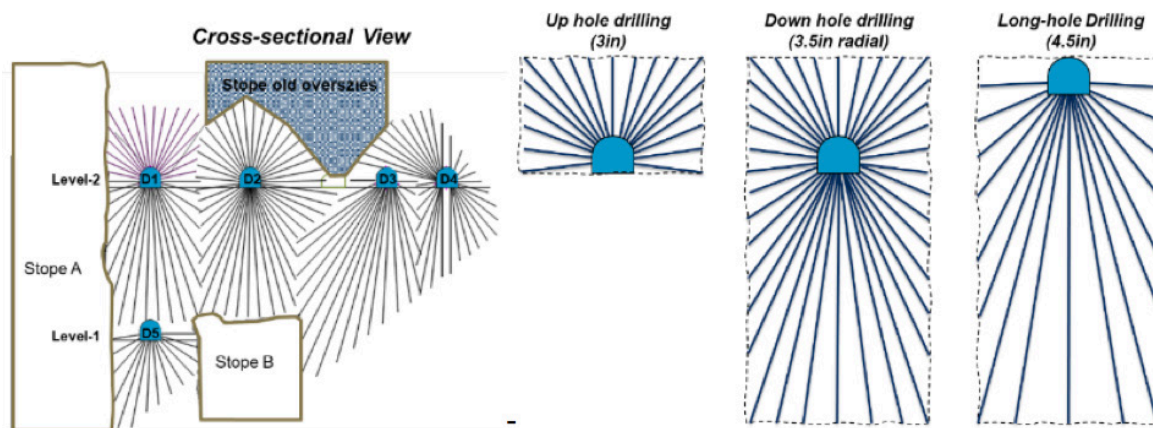 Cross-sectional View
Stope old overszies
Level-2
D1
D2
D3
D4
Stope A
Level-1
D5
Stope B
Up hole drilling
(3in)
Down hole drilling
(3.5in radial)
Long-hole Drilling
(4.5in)